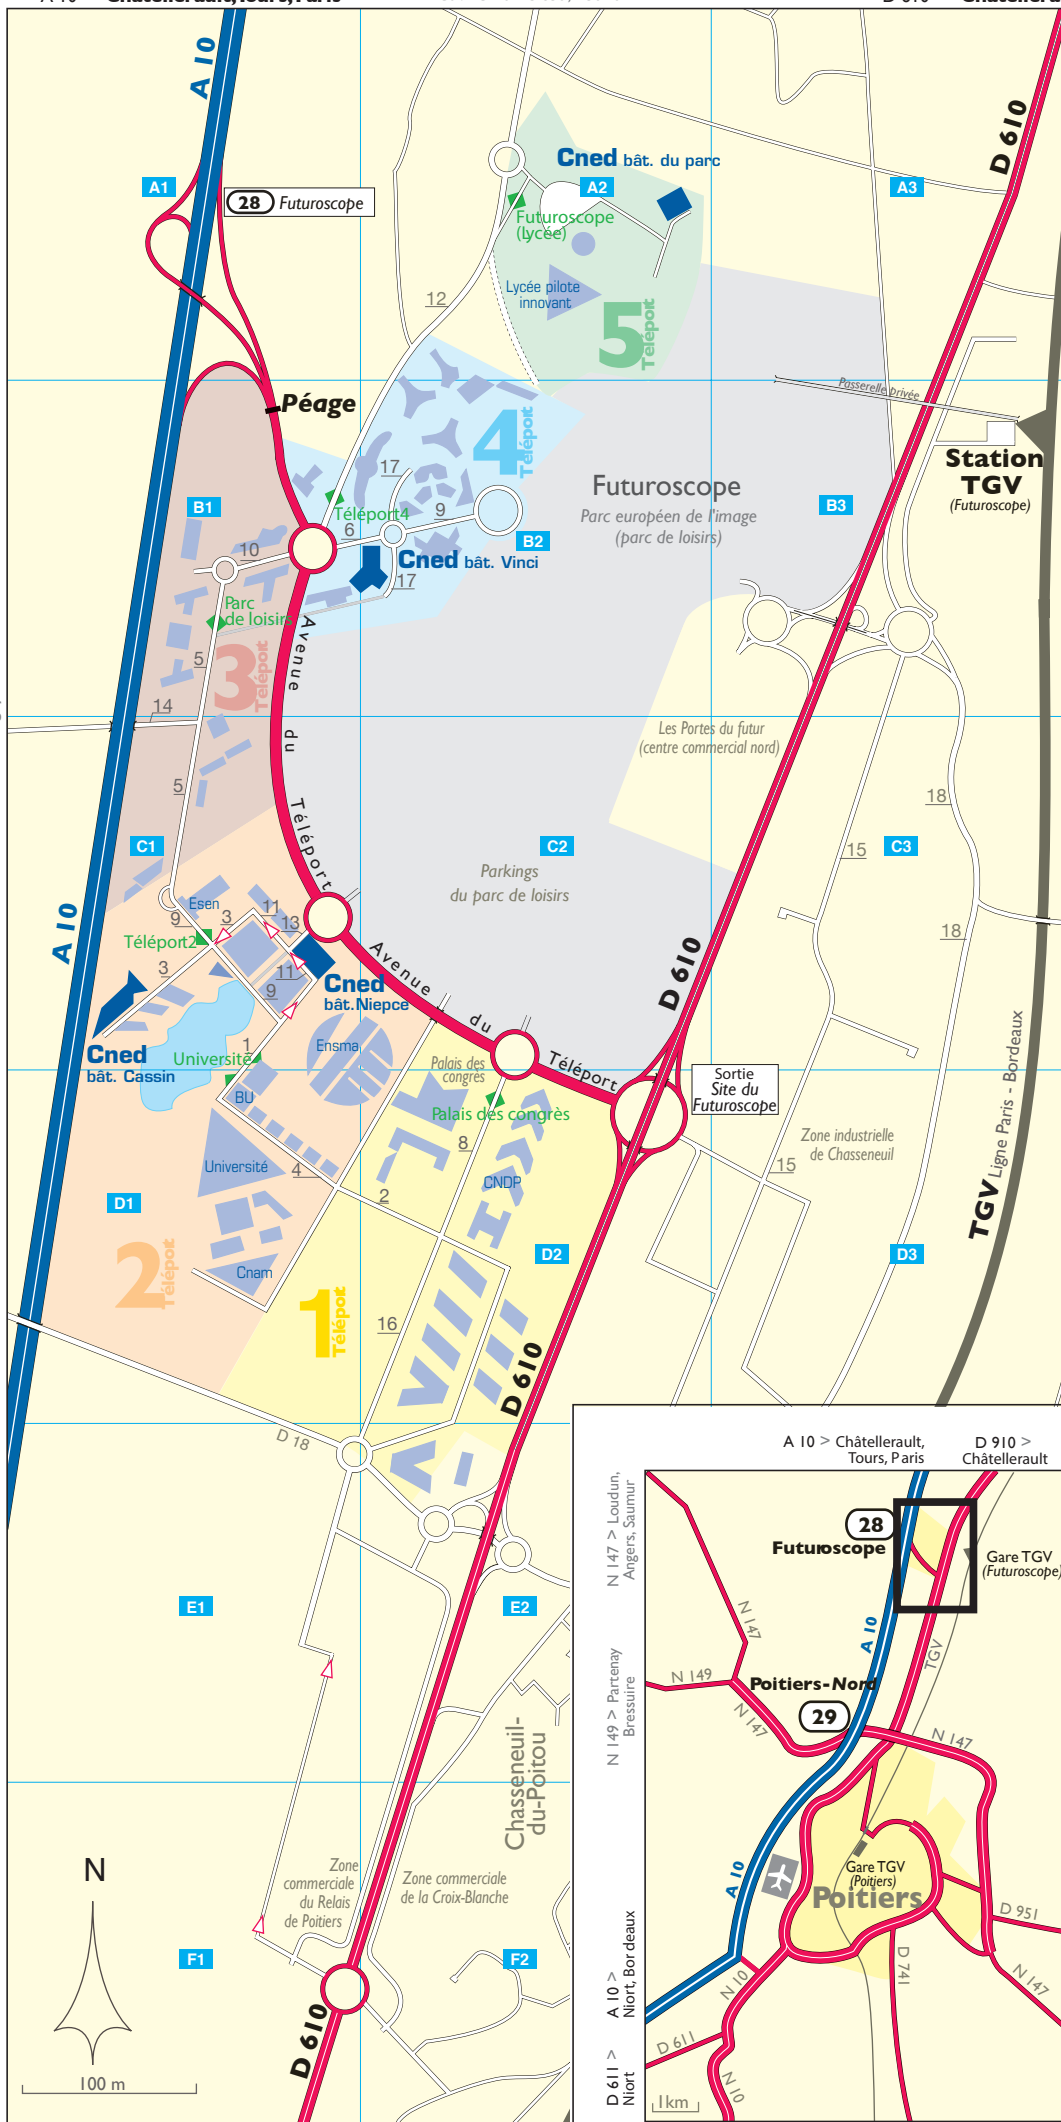 A 10
D 610
Cned bât. du parc
A1
A2
A3
28 Futuroscope
Futuroscope
(Lycée)
Lycée pilote
innovant
12
5
Téléport
Péage
Passerelle privée
4
Téléport
Station
TGV
(Futuroscope)
17
Futuroscope
Parc européen de l'image
(parc de loisirs)
B1
B3
Téléport4
9
6
B2
10
Cned bât. Vinci
17
Parc
de loisirs
5
3
Téléport
Avenue du Téléport
14
Les Portes du futur
(centre commercial nord)
5
18
C1
C2
15
C3
Parkings
du parc de loisirs
Esen
11
9
3
13
Téléport2
A 10
18
3
11
9
Cned
bât.Niepce
Avenue du Téléport
D 610
Cned
bât. Cassin
Université
1
Ensma
Palais des
congrès
TGV Ligne Paris - Bordeaux
Sortie
Site du
Futuroscope
BU
Palais des congrès
Zone industrielle
de Chasseneuil
8
15
Université
4
CNDP
2
D1
D2
D3
2
Téléport
Cnam
1
Téléport
16
D 610
D 18
E1
E2
Chasseneuil-
du-Poitou
Zone
commerciale
du Relais
de Poitiers
Zone commerciale
de la Croix-Blanche
N
F1
F2
D 610
100 m
A 10 > Châtellerault,
Tours, Paris
D 910 >
Châtellerault
N 147 > Loudun,
Angers, Saumur
28
Futuroscope
Gare TGV
(Futuroscope)
N 147
A 10
TGV
N 149
Poitiers-Nord
N 149 > Partenay
Bressuire
N 147
29
N 147
A 10
Gare TGV
(Poitiers)
Poitiers
D 951
A 10 >
Niort, Bordeaux
D 741
N 10
N 147
D 611
D 611 >
Niort
N 10
1km